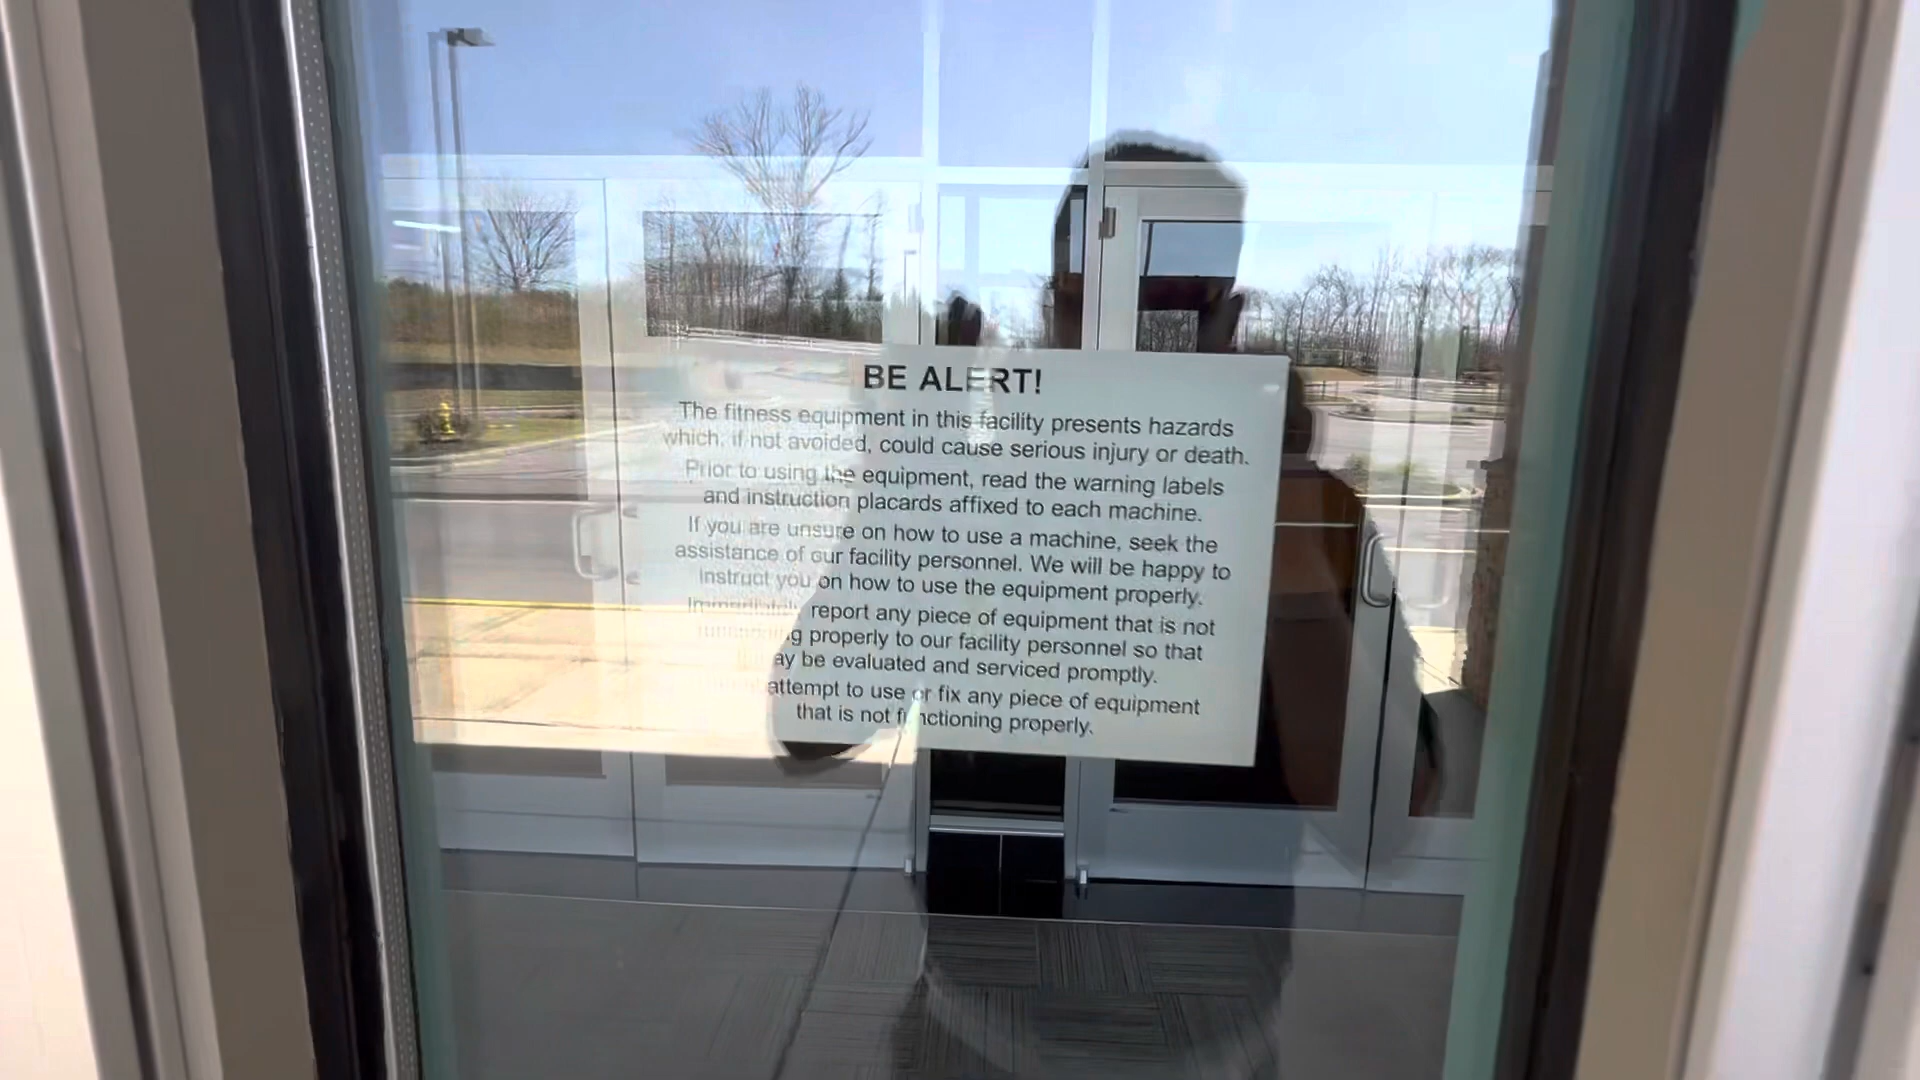 BE ALERT!
The fitness equipment in this facility presents hazards
which, if not avoided, could cause serious injury or death.
Prior to using the equipment, read the warning labels
and instruction placards affixed to each machine.
If you are unsure on how to use a machine, seek the
assistance of our facility personnel. We will be happy to
instruct you on how to use the equipment properly.
Immediately report any piece of equipment that is not
properly to our facility personnel so that
be evaluated and serviced promptly.
attempt to use or fix any piece of equipment
that is not functioning properly.